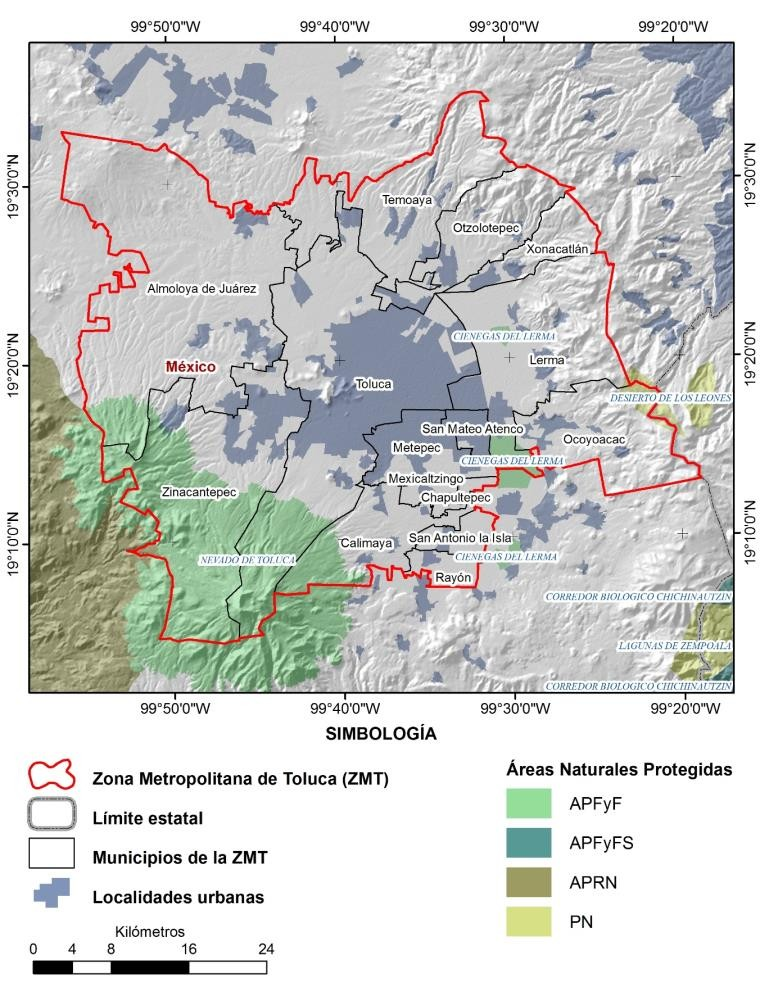 99°50'0"W 99°40'0"W 99°30'0"W 99°20'0"W
19°30'0"N
19°30'0"N
Temoaya
Otzolotepec
Xonacatlán
Almoloya de Juárez
19°20'0"N
19°20'0"N
CIENEGAS DEL LERMA
Lerma
México
Toluca
DESIERTO DE LOS LEONES
San Mateo Atenco
Ocoyoacac
Metepec
CIENEGAS DEL LERMA
Mexicaltzingo
Zinacantepec
Chapultepec
19°10'0"N
19°10'0"N
San Antonio la Isla
Calimaya
CIENEGAS DEL LERMA
NEVADO DE TOLUCA
Rayón
CORREDOR BIOLOGICO CHICHINAUTZIN
LAGUNAS DE ZEMPOALA
CORREDOR BIOLOGICO CHICHINAUTZIN
99°50'0"W 99°40'0"W 99°30'0"W 99°20'0"W
SIMBOLOGÍA
Zona Metropolitana de Toluca (ZMT)
Límite estatal
Municipios de la ZMT
Localidades urbanas
Kilómetros
0 4 8 16 24
Áreas Naturales Protegidas
APFyF
APFyFS
APRN
PN